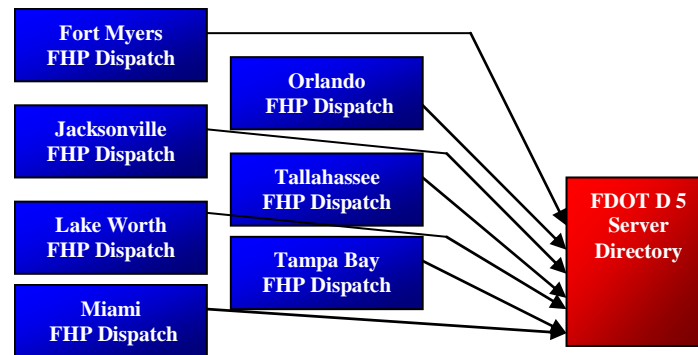 Fort Myers
FHP Dispatch
Orlando
FHP Dispatch
Jacksonville
FHP Dispatch
Tallahassee
FHP Dispatch
Lake Worth
FHP Dispatch
Tampa Bay
FHP Dispatch
Miami
FHP Dispatch
FDOT D 5
Server
Directory